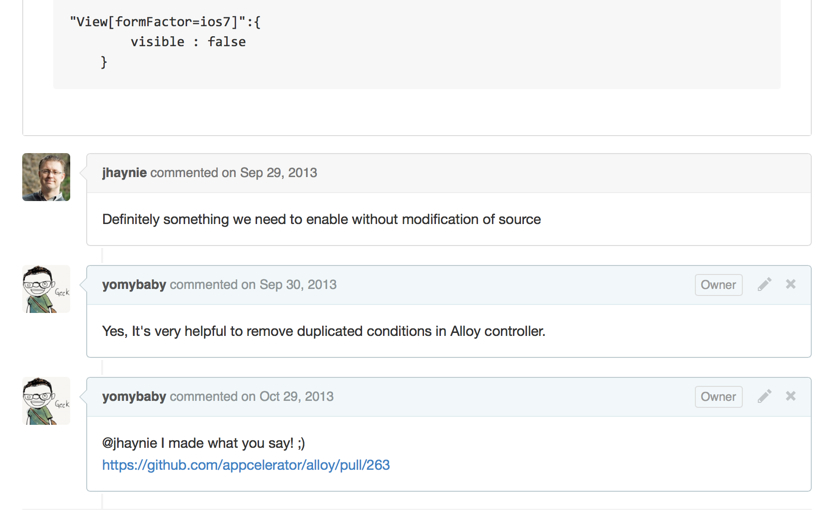 "View[formFactor=ios7]":{
visible : false
}
jhaynie commented on Sep 29, 2013
Definitely something we need to enable without modification of source
Geek
yomybaby commented on Sep 30, 2013 Owner
Yes, It's very helpful to remove duplicated conditions in Alloy controller.
Geek
yomybaby commented on Oct 29, 2013 Owner
@jhaynie I made what you say! ;)
https://github.com/appcelerator/alloy/pull/263